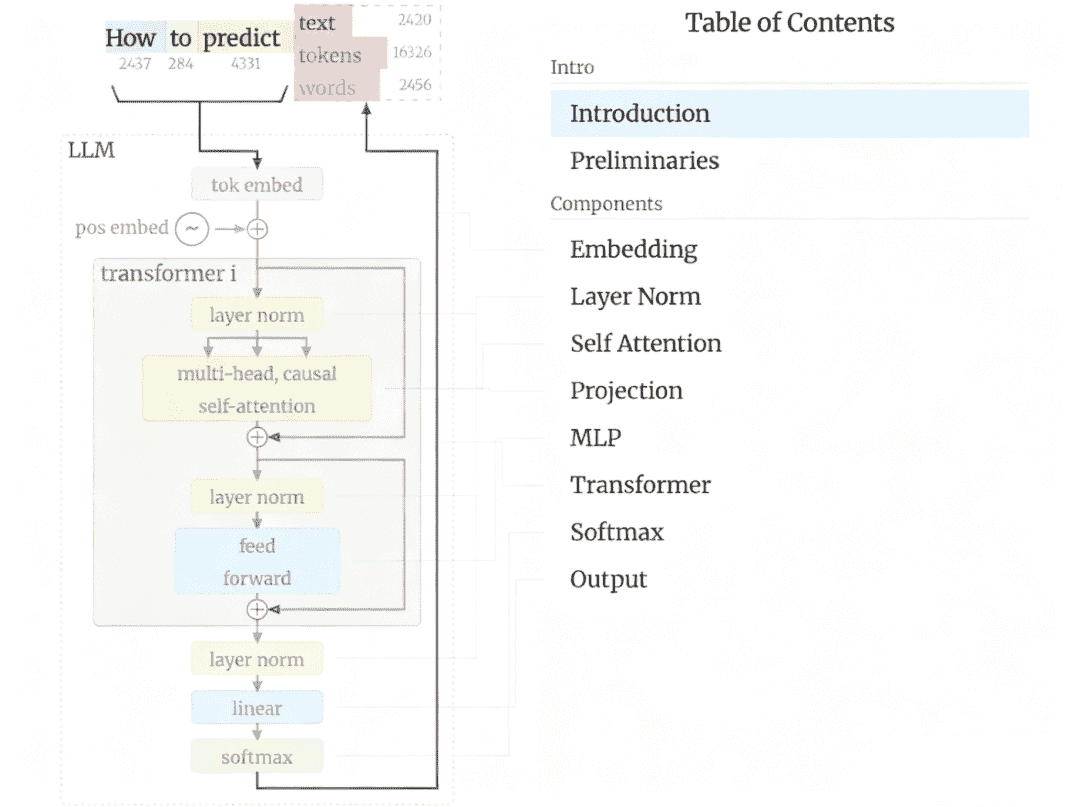 How to predict
2437 284 4331
text 2420
tokens 16326
words 2456
LLM
tok embed
pos embed ~ +
transformer i
layer norm
multi-head, causal
self-attention
+
layer norm
feed
forward
+
layer norm
linear
softmax
Table of Contents
Intro
Introduction
Preliminaries
Components
Embedding
Layer Norm
Self Attention
Projection
MLP
Transformer
Softmax
Output